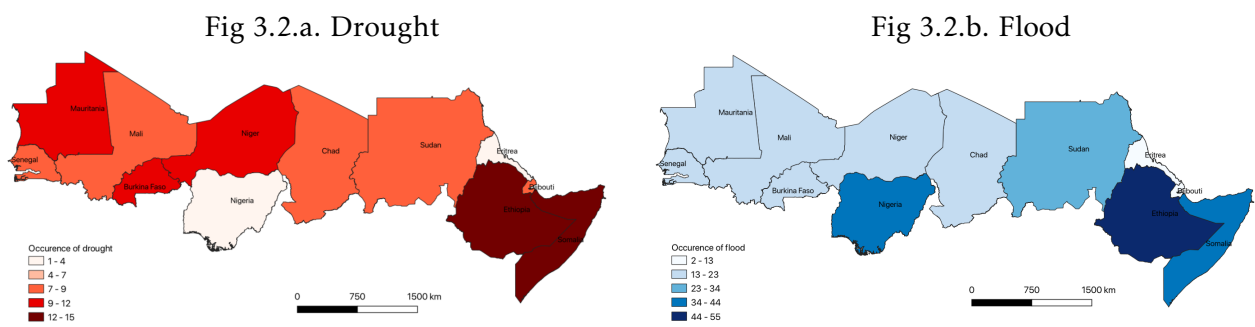 Fig 3.2.a. Drought
Mauritania
Mali
Niger
Chad
Sudan
Eritrea
Senegal
Burkina Faso
Djibouti
Nigeria
Ethiopia
Somalia
Occurence of drought
1 - 4
4 - 7
7 - 9
9 - 12
12 - 15
0 750 1500 km
Fig 3.2.b. Flood
Mauritania
Mali
Niger
Chad
Sudan
Eritrea
Senegal
Burkina Faso
Djibouti
Nigeria
Ethiopia
Somalia
Occurence of flood
2 - 13
13 - 23
23 - 34
34 - 44
44 - 55
0 750 1500 km